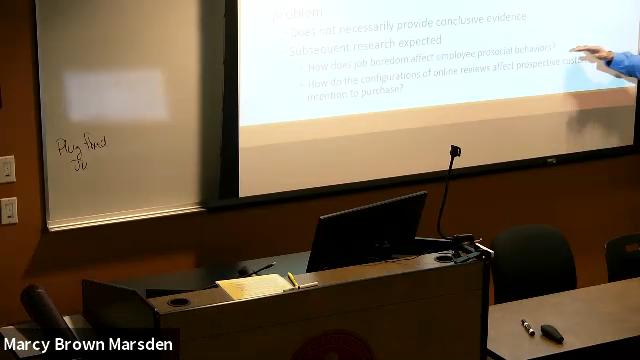 problem
Does not necessarily provide conclusive evidence
Subsequent research expected
How does job boredom affect employee prosocial behaviors?
How do the configurations of online reviews affect prospective
intention to purchase?
Plug
Marcy Brown Marsden